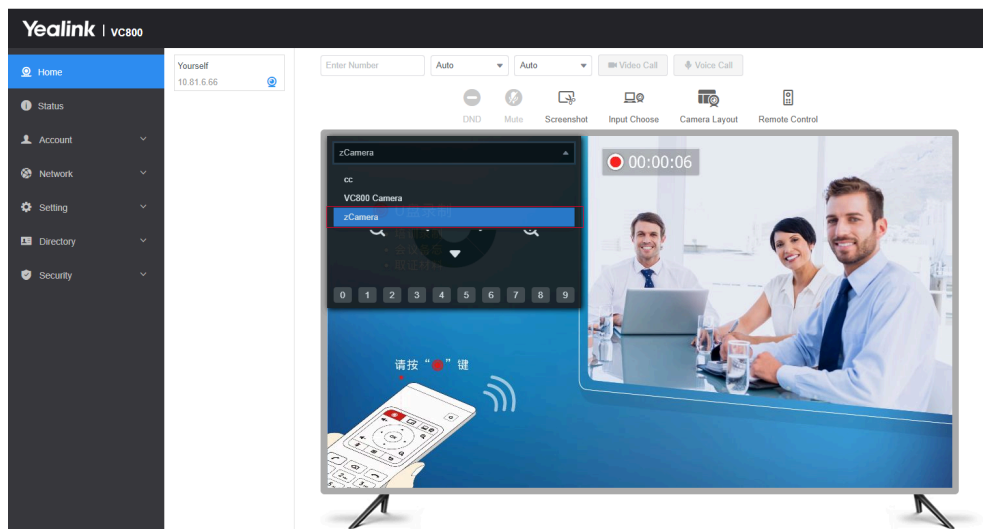 Yealink | VC800
Home
Status
Account
Network
Setting
Directory
Security
Yourself
10.81.6.66
Enter Number
Auto
Auto
Video Call
Voice Call
DND
Mute
Screenshot
Input Choose
Camera Layout
Remote Control
zCamera
cc
VC800 Camera
zCamera
00:00:06
0 1 2 3 4 5 6 7 8 9
请按 “ ” 键
OK